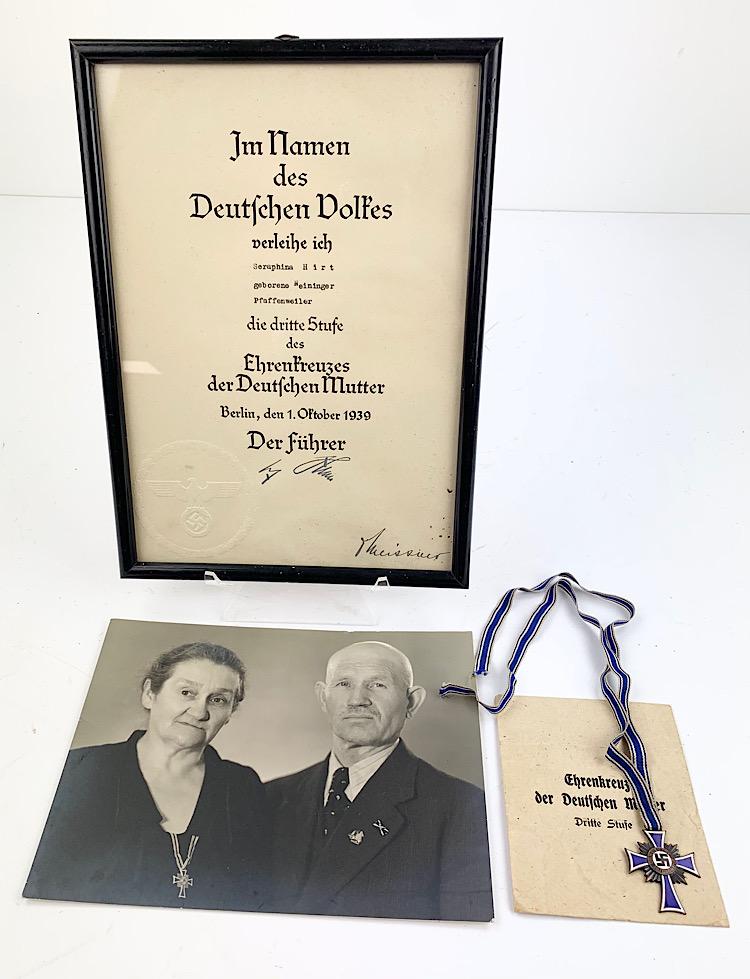 Im Namen
des
Deutschen Volkes
verleihe ich
Seraphina H i r t
geborene Meininger
Pfaffenweiler
die dritte Stufe
des
Ehrenkreuzes
der Deutschen Mutter
Berlin, den 1. Oktober 1939
Der Führer
Meissner
Ehrenkreuz
der Deutschen M er
Dritte Stufe